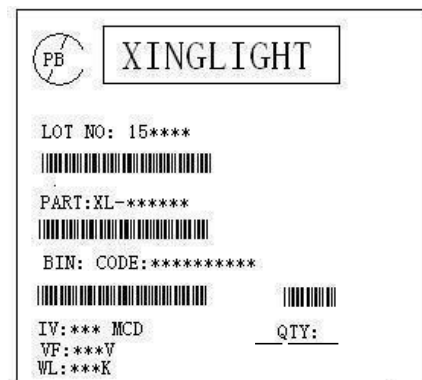 PB
XINGLIGHT
LOT NO: 15****
PART:XL-******
BIN: CODE:**********
IV:*** MCD
QTY:
VF:***V
WL:***K